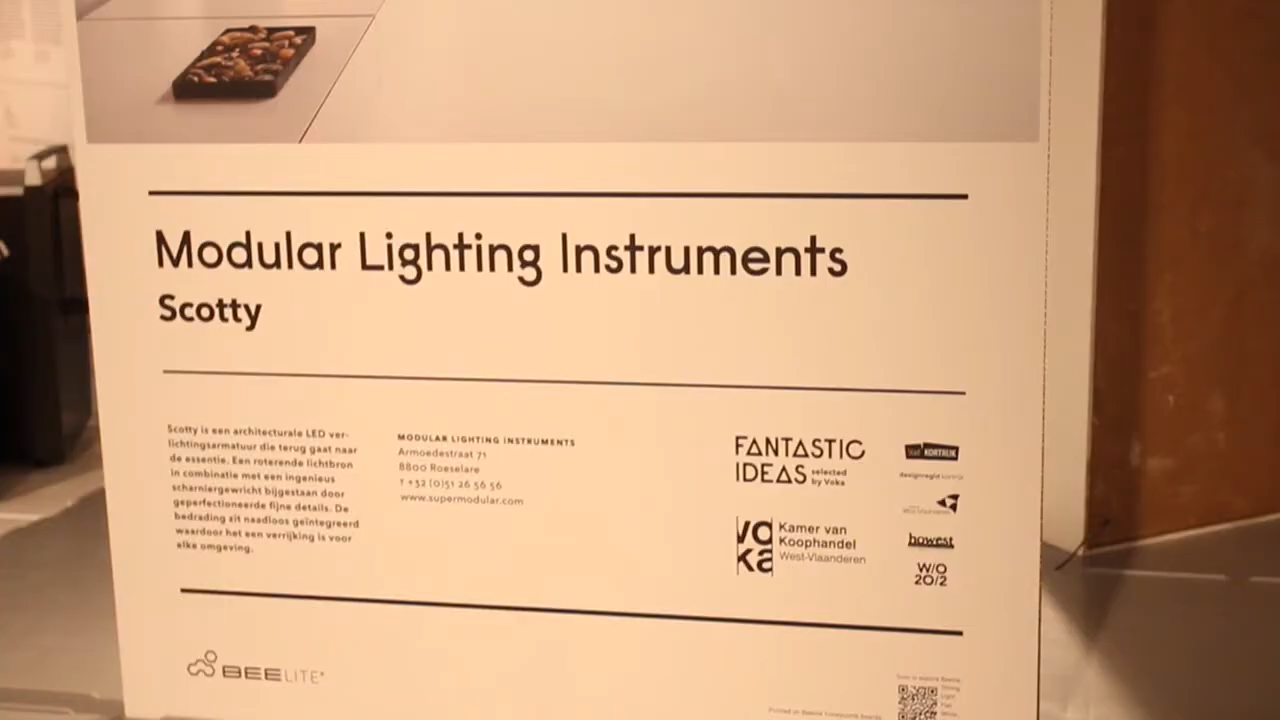 Modular Lighting Instruments
Scotty
Scotty is een architecturale LED ver-
lichtingsarmatuur die terug gaat naar
de essentie. Een roterende lichtbron
in combinatie met een ingenieus
scharniergewricht bijgestaan door
geperfectioneerde fijne details. De
bedrading zit naadloos geïntegreerd
waardoor het een verrijking is voor
elke omgeving.
MODULAR LIGHTING INSTRUMENTS
Armoedestraat 71
8800 Roeselare
T +32 (0)51 26 56 56
www.supermodular.com
FANTASTIC
IDEAS selected
by Voka
VO
Ka
Kamer van
Koophandel
West-Vlaanderen
KORTRIJK
designregio kortrijk
howest
W/O
20/2
BEELITE®